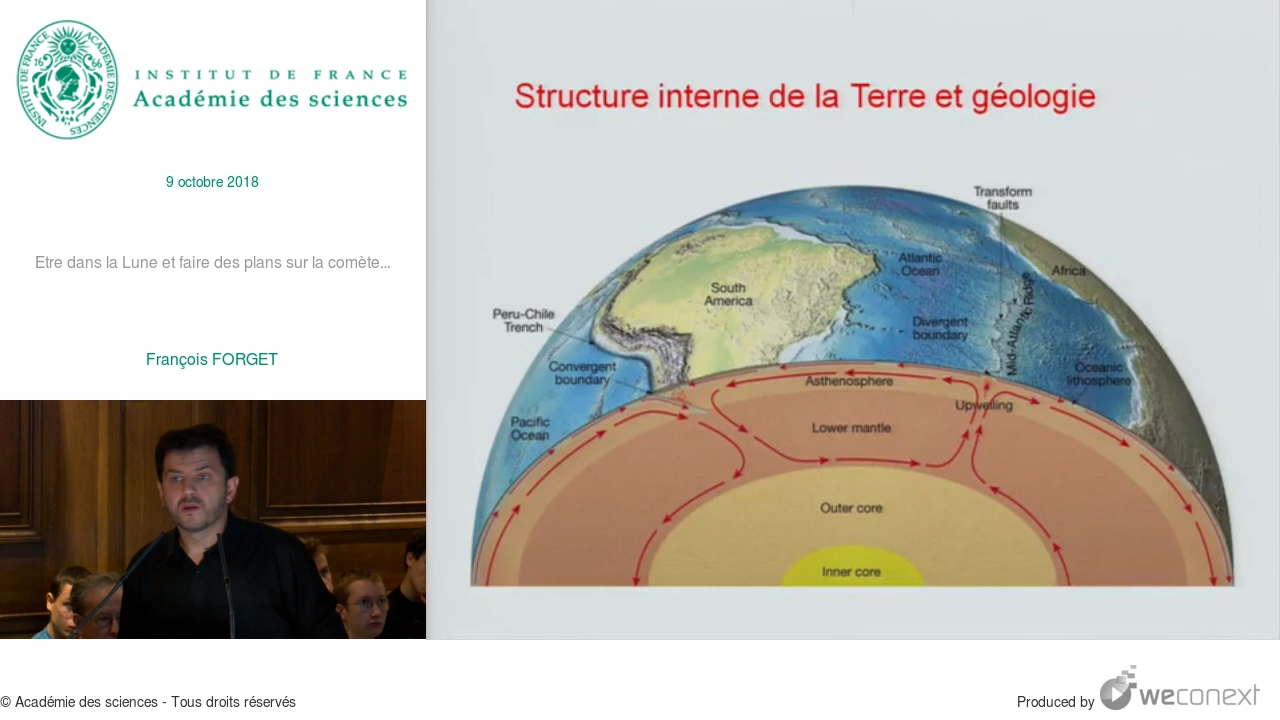 INSTITUT DE FRANCE
Académie des sciences
9 octobre 2018
Etre dans la Lune et faire des plans sur la comète...
François FORGET
Structure interne de la Terre et géologie
Transform
faults
Atlantic
Ocean
Africa
South
America
Mid-Atlantic Ridge
Peru-Chile
Trench
Divergent
boundary
Convergent
boundary
Oceanic
lithosphere
Asthenosphere
Upwelling
Pacific
Ocean
Lower mantle
Outer core
Inner core
© Académie des sciences - Tous droits réservés
Produced by weconext